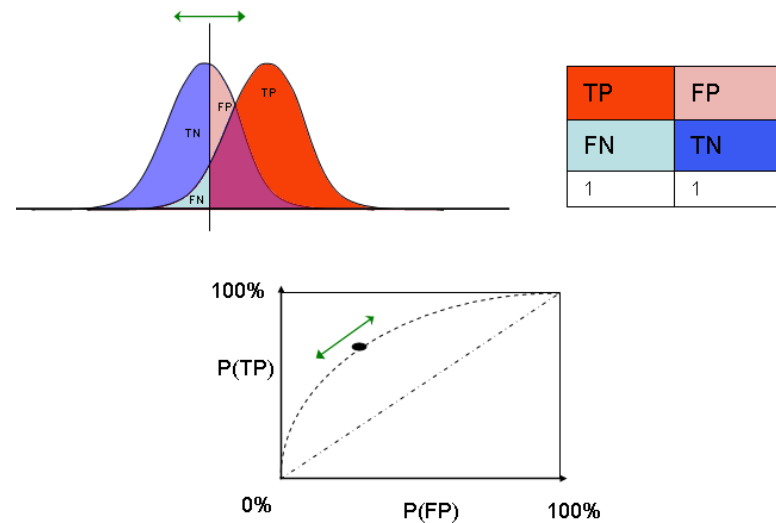 TP
FP
TN
FN
TP FP
FN TN
1 1
100%
P(TP)
0%
P(FP)
100%